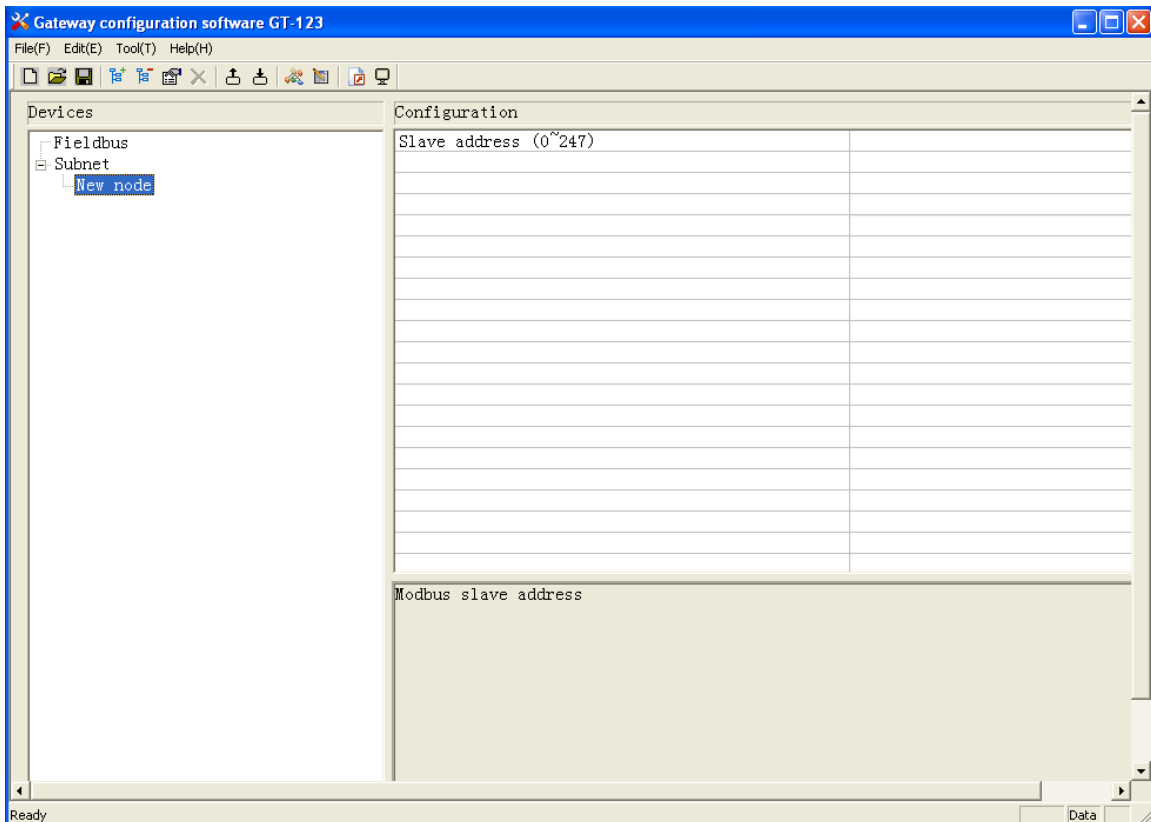 Gateway configuration software GT-123
File(F) Edit(E) Tool(T) Help(H)
Devices
Configuration
Fieldbus
Slave address (0~247)
Subnet
New node
Modbus slave address
Ready
Data